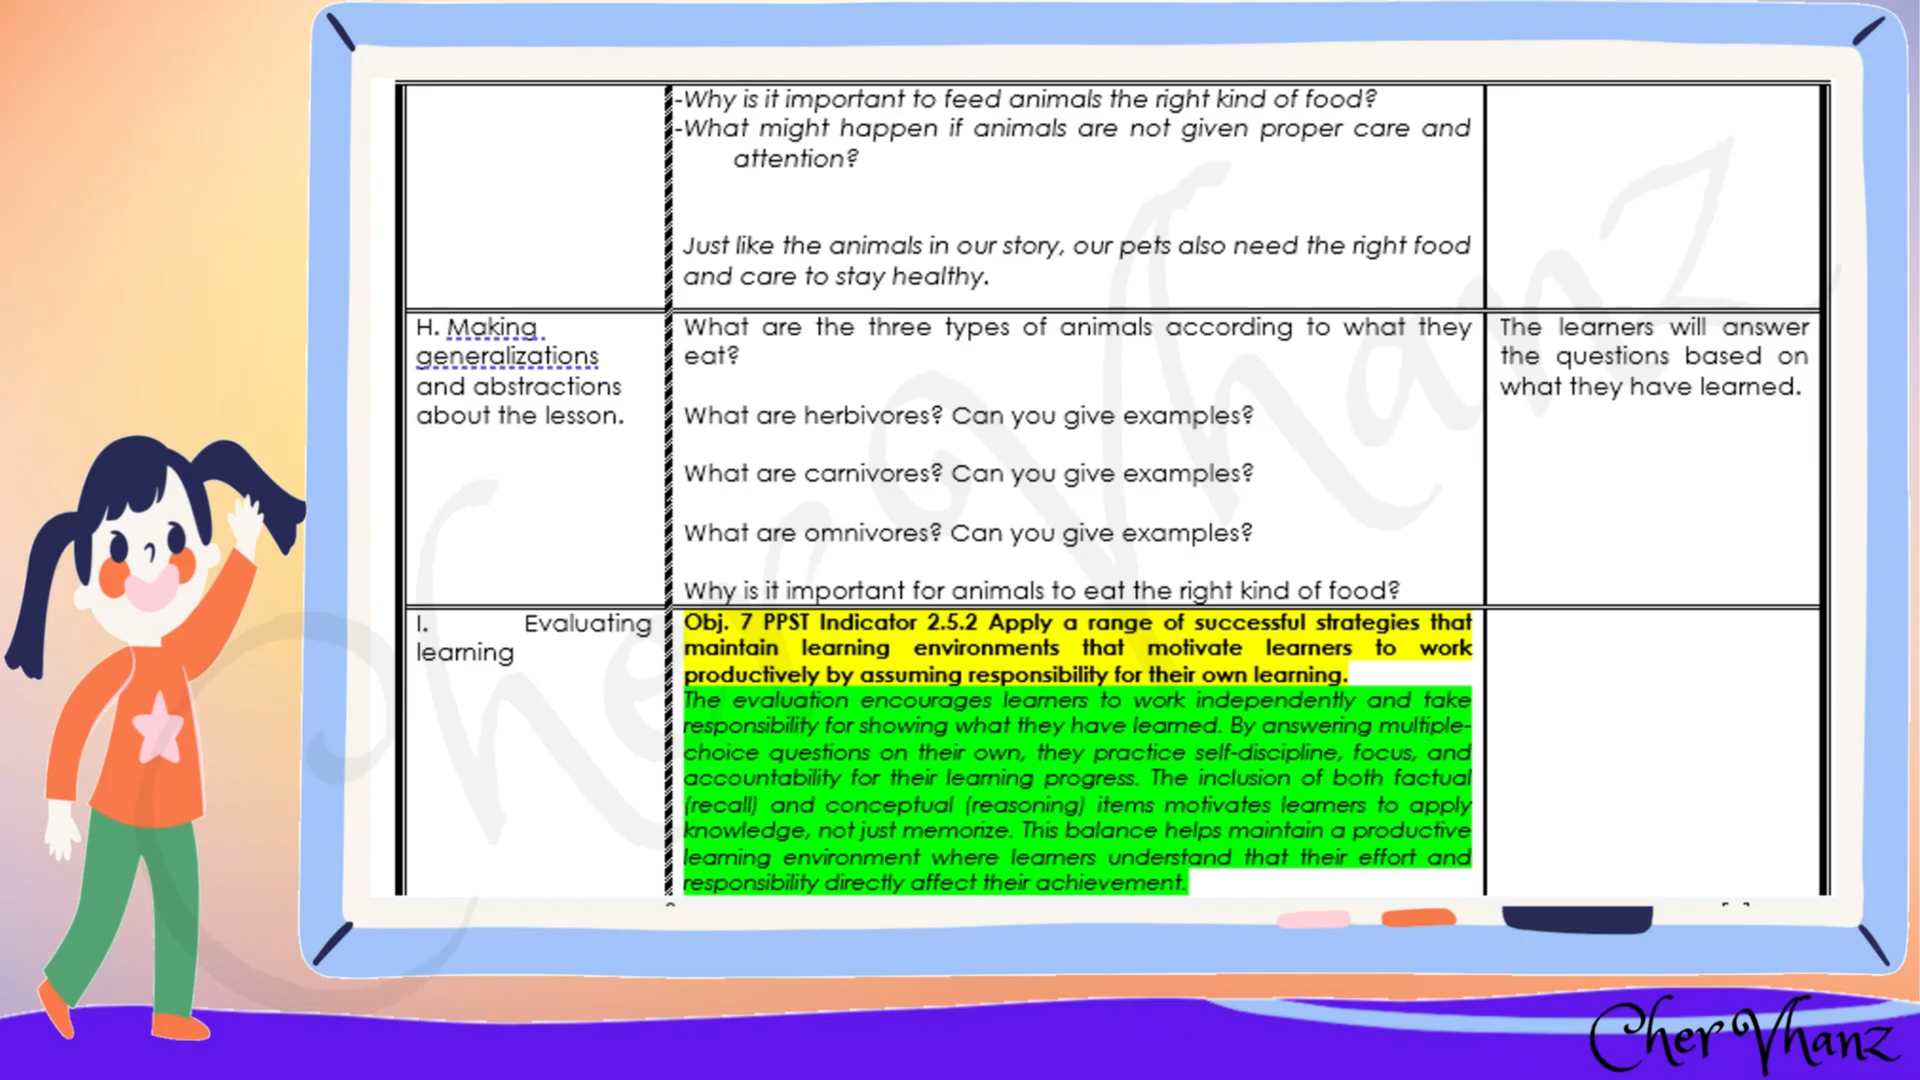 -Why is it important to feed animals the right kind of food?
-What might happen if animals are not given proper care and
attention?
Just like the animals in our story, our pets also need the right food
and care to stay healthy.
H. Making
generalizations
and abstractions
about the lesson.
What are the three types of animals according to what they
eat?
What are herbivores? Can you give examples?
What are carnivores? Can you give examples?
What are omnivores? Can you give examples?
Why is it important for animals to eat the right kind of food?
The learners will answer
the questions based on
what they have learned.
I. Evaluating
learning
Obj. 7 PPST Indicator 2.5.2 Apply a range of successful strategies that
maintain learning environments that motivate learners to work
productively by assuming responsibility for their own learning.
The evaluation encourages learners to work independently and take
responsibility for showing what they have learned. By answering multiple-
choice questions on their own, they practice self-discipline, focus, and
accountability for their learning progress. The inclusion of both factual
(recall) and conceptual (reasoning) items motivates learners to apply
knowledge, not just memorize. This balance helps maintain a productive
learning environment where learners understand that their effort and
responsibility directly affect their achievement.
Cher Vhanz
Cher Vhanz